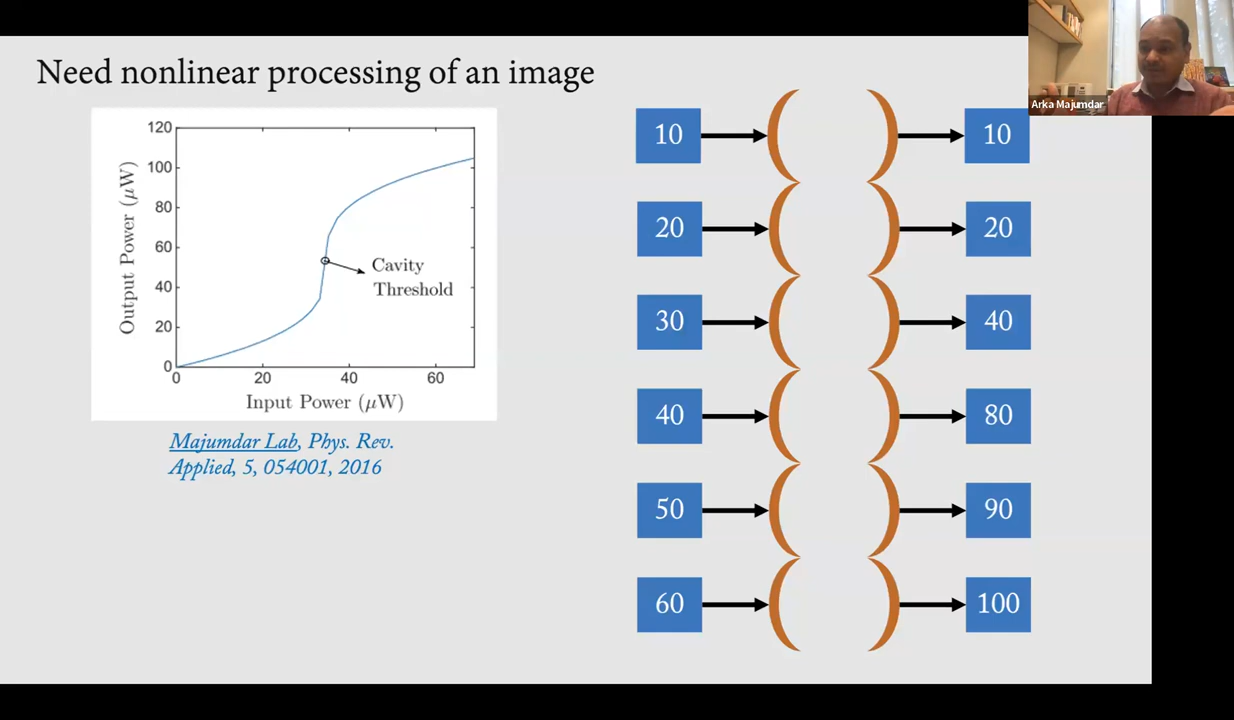 Need nonlinear processing of an image
Arka Majumdar
120
100
80
60
40
20
0
Output Power (μW)
Cavity
Threshold
0 20 40 60
Input Power (μW)
Majumdar Lab, Phys. Rev.
Applied, 5, 054001, 2016
10 10
20 20
30 40
40 80
50 90
60 100